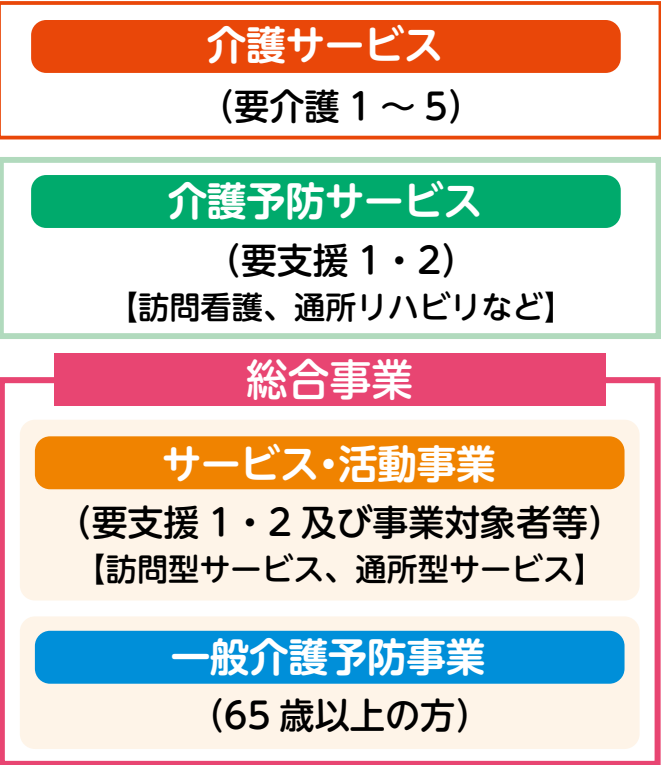 介護サービス
（要介護 1 ～ 5）
介護予防サービス
（要支援 1・2）
【訪問看護、通所リハビリなど】
総合事業
サービス・活動事業
（要支援 1・2 及び事業対象者等）
【訪問型サービス、通所型サービス】
一般介護予防事業
（65 歳以上の方）